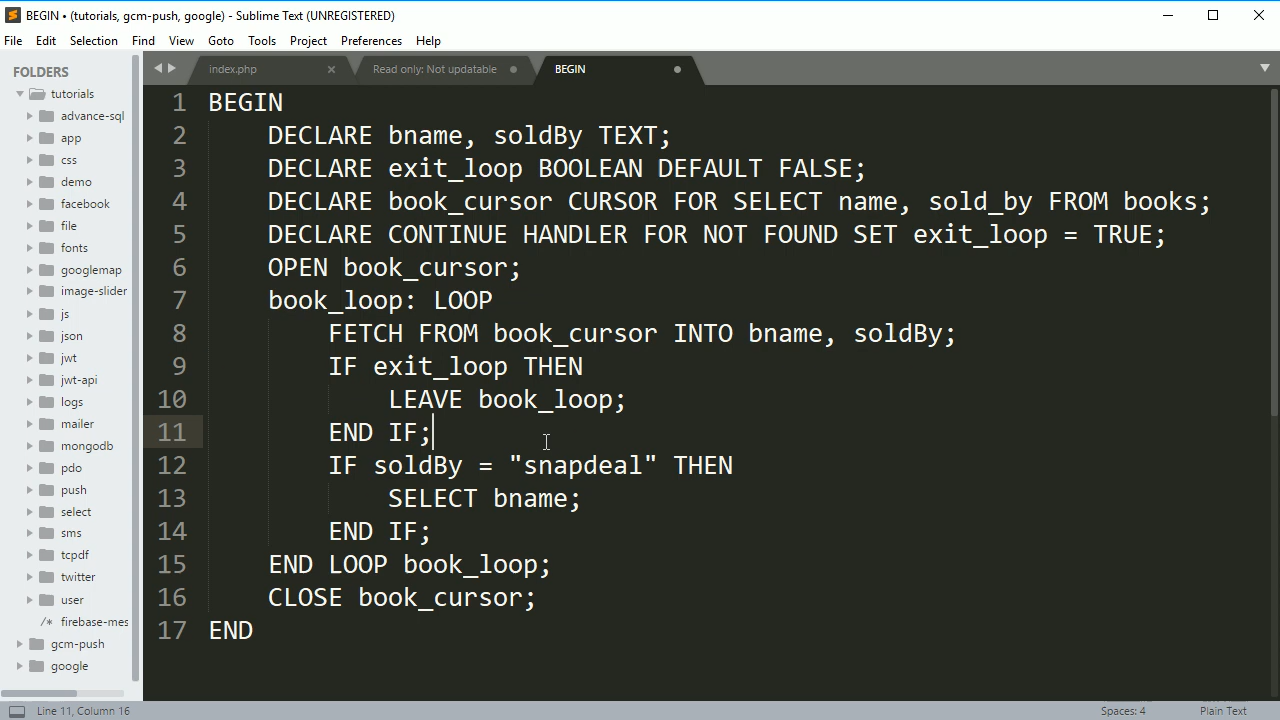 BEGIN • (tutorials, gcm-push, google) - Sublime Text (UNREGISTERED)
File Edit Selection Find View Goto Tools Project Preferences Help
FOLDERS
tutorials
advance-sql
app
css
demo
facebook
file
fonts
googlemap
image-slider
js
json
jwt
jwt-api
logs
mailer
mongodb
pdo
push
select
sms
tcpdf
twitter
user
/* firebase-mes
gcm-push
google
index.php
Read only: Not updatable
BEGIN
1 BEGIN
2 DECLARE bname, soldBy TEXT;
3 DECLARE exit_loop BOOLEAN DEFAULT FALSE;
4 DECLARE book_cursor CURSOR FOR SELECT name, sold_by FROM books;
5 DECLARE CONTINUE HANDLER FOR NOT FOUND SET exit_loop = TRUE;
6 OPEN book_cursor;
7 book_loop: LOOP
8 FETCH FROM book_cursor INTO bname, soldBy;
9 IF exit_loop THEN
10 LEAVE book_loop;
11 END IF;
12 IF soldBy = "snapdeal" THEN
13 SELECT bname;
14 END IF;
15 END LOOP book_loop;
16 CLOSE book_cursor;
17 END
Line 11, Column 16
Spaces: 4
Plain Text